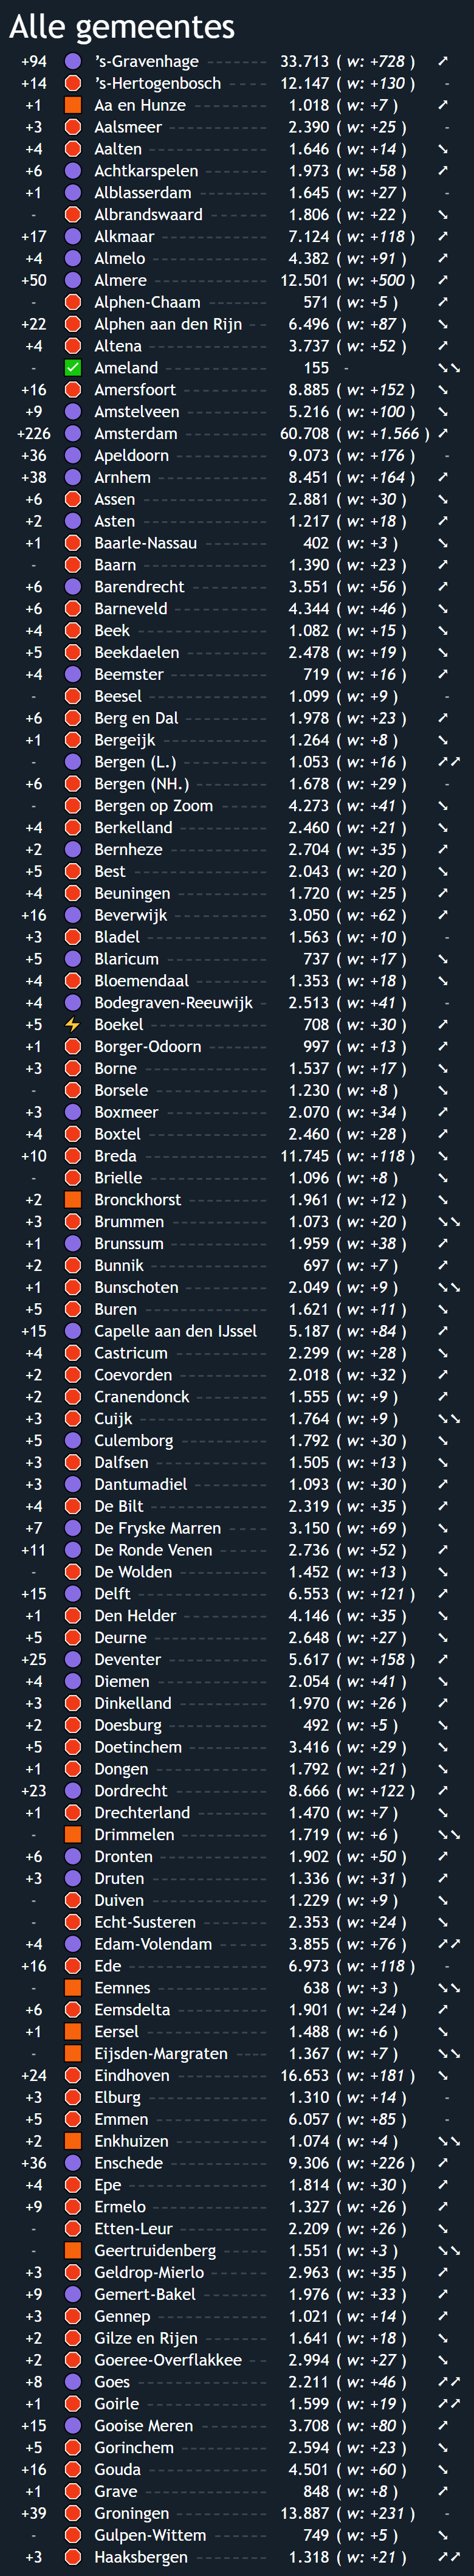 Alle gemeentes
+94 ’s-Gravenhage 33.713 ( w: +728 )
+14 ’s-Hertogenbosch 12.147 ( w: +130 ) -
+1 Aa en Hunze 1.018 ( w: +7 )
+3 Aalsmeer 2.390 ( w: +25 ) -
+4 Aalten 1.646 ( w: +14 )
+6 Achtkarspelen 1.973 ( w: +58 )
+1 Alblasserdam 1.645 ( w: +27 ) -
- Albrandswaard 1.806 ( w: +22 )
+17 Alkmaar 7.124 ( w: +118 )
+4 Almelo 4.382 ( w: +91 )
+50 Almere 12.501 ( w: +500 )
- Alphen-Chaam 571 ( w: +5 )
+22 Alphen aan den Rijn 6.496 ( w: +87 )
+4 Altena 3.737 ( w: +52 )
- Ameland 155 -
+16 Amersfoort 8.885 ( w: +152 )
+9 Amstelveen 5.216 ( w: +100 )
+226 Amsterdam 60.708 ( w: +1.566 )
+36 Apeldoorn 9.073 ( w: +176 ) -
+38 Arnhem 8.451 ( w: +164 )
+6 Assen 2.881 ( w: +30 )
+2 Asten 1.217 ( w: +18 )
+1 Baarle-Nassau 402 ( w: +3 )
- Baarn 1.390 ( w: +23 )
+6 Barendrecht 3.551 ( w: +56 )
+6 Barneveld 4.344 ( w: +46 )
+4 Beek 1.082 ( w: +15 )
+5 Beekdaelen 2.478 ( w: +19 )
+4 Beemster 719 ( w: +16 )
- Beesel 1.099 ( w: +9 ) -
+6 Berg en Dal 1.978 ( w: +23 )
+1 Bergeijk 1.264 ( w: +8 )
- Bergen (L.) 1.053 ( w: +16 )
+6 Bergen (NH.) 1.678 ( w: +29 ) -
- Bergen op Zoom 4.273 ( w: +41 )
+4 Berkelland 2.460 ( w: +21 )
+2 Bernheze 2.704 ( w: +35 )
+5 Best 2.043 ( w: +20 )
+4 Beuningen 1.720 ( w: +25 )
+16 Beverwijk 3.050 ( w: +62 )
+3 Bladel 1.563 ( w: +10 ) -
+5 Blaricum 737 ( w: +17 )
+4 Bloemendaal 1.353 ( w: +18 )
+4 Bodegraven-Reeuwijk 2.513 ( w: +41 ) -
+5 Boekel 708 ( w: +30 )
+1 Borger-Odoorn 997 ( w: +13 )
+3 Borne 1.537 ( w: +17 )
- Borsele 1.230 ( w: +8 )
+3 Boxmeer 2.070 ( w: +34 )
+4 Boxtel 2.460 ( w: +28 )
+10 Breda 11.745 ( w: +118 )
- Brielle 1.096 ( w: +8 )
+2 Bronckhorst 1.961 ( w: +12 )
+3 Brummen 1.073 ( w: +20 )
+1 Brunssum 1.959 ( w: +38 )
+2 Bunnik 697 ( w: +7 )
+1 Bunschoten 2.049 ( w: +9 )
+5 Buren 1.621 ( w: +11 )
+15 Capelle aan den IJssel 5.187 ( w: +84 )
+4 Castricum 2.299 ( w: +28 )
+2 Coevorden 2.018 ( w: +32 )
+2 Cranendonck 1.555 ( w: +9 )
+3 Cuijk 1.764 ( w: +9 )
+5 Culemborg 1.792 ( w: +30 )
+3 Dalfsen 1.505 ( w: +13 )
+3 Dantumadiel 1.093 ( w: +30 )
+4 De Bilt 2.319 ( w: +35 )
+7 De Fryske Marren 3.150 ( w: +69 )
+11 De Ronde Venen 2.736 ( w: +52 )
- De Wolden 1.452 ( w: +13 )
+15 Delft 6.553 ( w: +121 )
+1 Den Helder 4.146 ( w: +35 )
+5 Deurne 2.648 ( w: +27 )
+25 Deventer 5.617 ( w: +158 )
+4 Diemen 2.054 ( w: +41 )
+3 Dinkelland 1.970 ( w: +26 )
+2 Doesburg 492 ( w: +5 )
+5 Doetinchem 3.416 ( w: +29 )
+1 Dongen 1.792 ( w: +21 )
+23 Dordrecht 8.666 ( w: +122 )
+1 Drechterland 1.470 ( w: +7 )
- Drimmelen 1.719 ( w: +6 )
+6 Dronten 1.902 ( w: +50 )
+3 Druten 1.336 ( w: +31 )
- Duiven 1.229 ( w: +9 )
- Echt-Susteren 2.353 ( w: +24 )
+4 Edam-Volendam 3.855 ( w: +76 )
+16 Ede 6.973 ( w: +118 ) -
- Eemnes 638 ( w: +3 )
+6 Eemsdelta 1.901 ( w: +24 )
+1 Eersel 1.488 ( w: +6 )
- Eijsden-Margraten 1.367 ( w: +7 )
+24 Eindhoven 16.653 ( w: +181 )
+3 Elburg 1.310 ( w: +14 ) -
+5 Emmen 6.057 ( w: +85 ) -
+2 Enkhuizen 1.074 ( w: +4 )
+36 Enschede 9.306 ( w: +226 )
+4 Epe 1.814 ( w: +30 )
+9 Ermelo 1.327 ( w: +26 )
- Etten-Leur 2.209 ( w: +26 )
- Geertruidenberg 1.551 ( w: +3 )
+3 Geldrop-Mierlo 2.963 ( w: +35 )
+9 Gemert-Bakel 1.976 ( w: +33 )
+3 Gennep 1.021 ( w: +14 )
+2 Gilze en Rijen 1.641 ( w: +18 )
+2 Goeree-Overflakkee 2.994 ( w: +27 )
+8 Goes 2.211 ( w: +46 )
+1 Goirle 1.599 ( w: +19 )
+15 Gooise Meren 3.708 ( w: +80 )
+5 Gorinchem 2.594 ( w: +23 )
+16 Gouda 4.501 ( w: +60 )
+1 Grave 848 ( w: +8 )
+39 Groningen 13.887 ( w: +231 ) -
- Gulpen-Wittem 749 ( w: +5 )
+3 Haaksbergen 1.318 ( w: +21 )